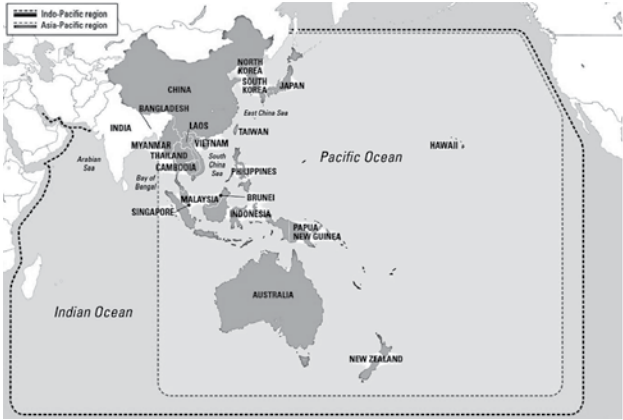 Indo-Pacific region
Asia-Pacific region
NORTH
KOREA
SOUTH
KOREA
JAPAN
CHINA
East China Sea
BANGLADESH
LAOS
TAIWAN
INDIA
MYANMAR
VIETNAM
HAWAII
THAILAND
South
China
Sea
Pacific Ocean
Arabian
Sea
CAMBODIA
PHILIPPINES
Bay of
Bengal
MALAYSIA
BRUNEI
SINGAPORE
INDONESIA
PAPUA
NEW GUINEA
AUSTRALIA
Indian Ocean
NEW ZEALAND